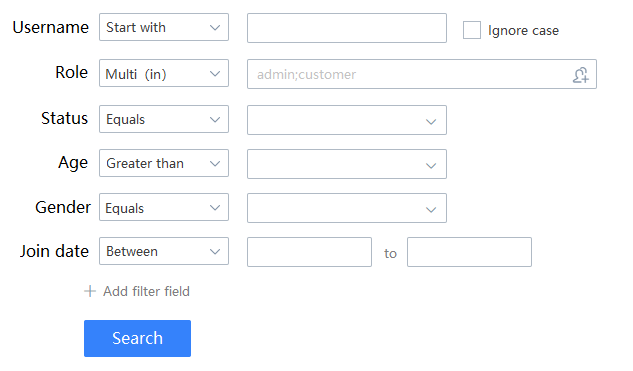 Username Start with Ignore case
Role Multi（in） admin;customer
Status Equals
Age Greater than
Gender Equals
Join date Between to
Add filter field
Search